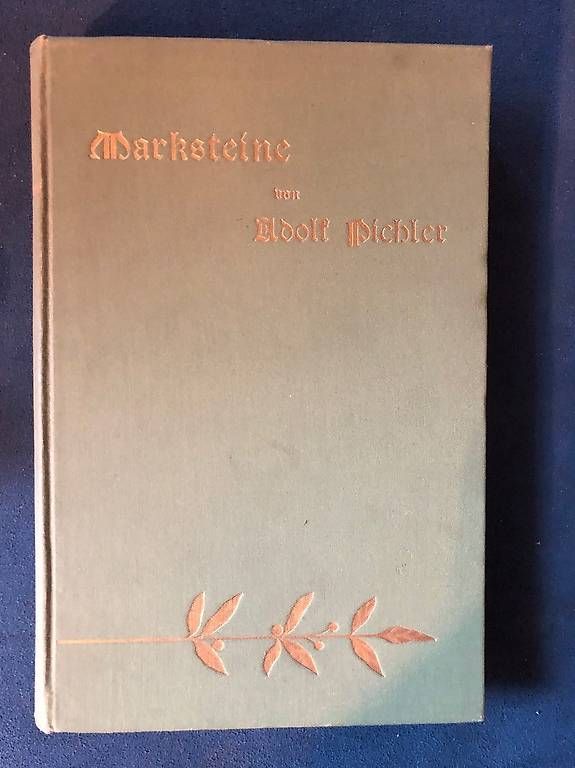 Marksteine
von
Adolf Pichler